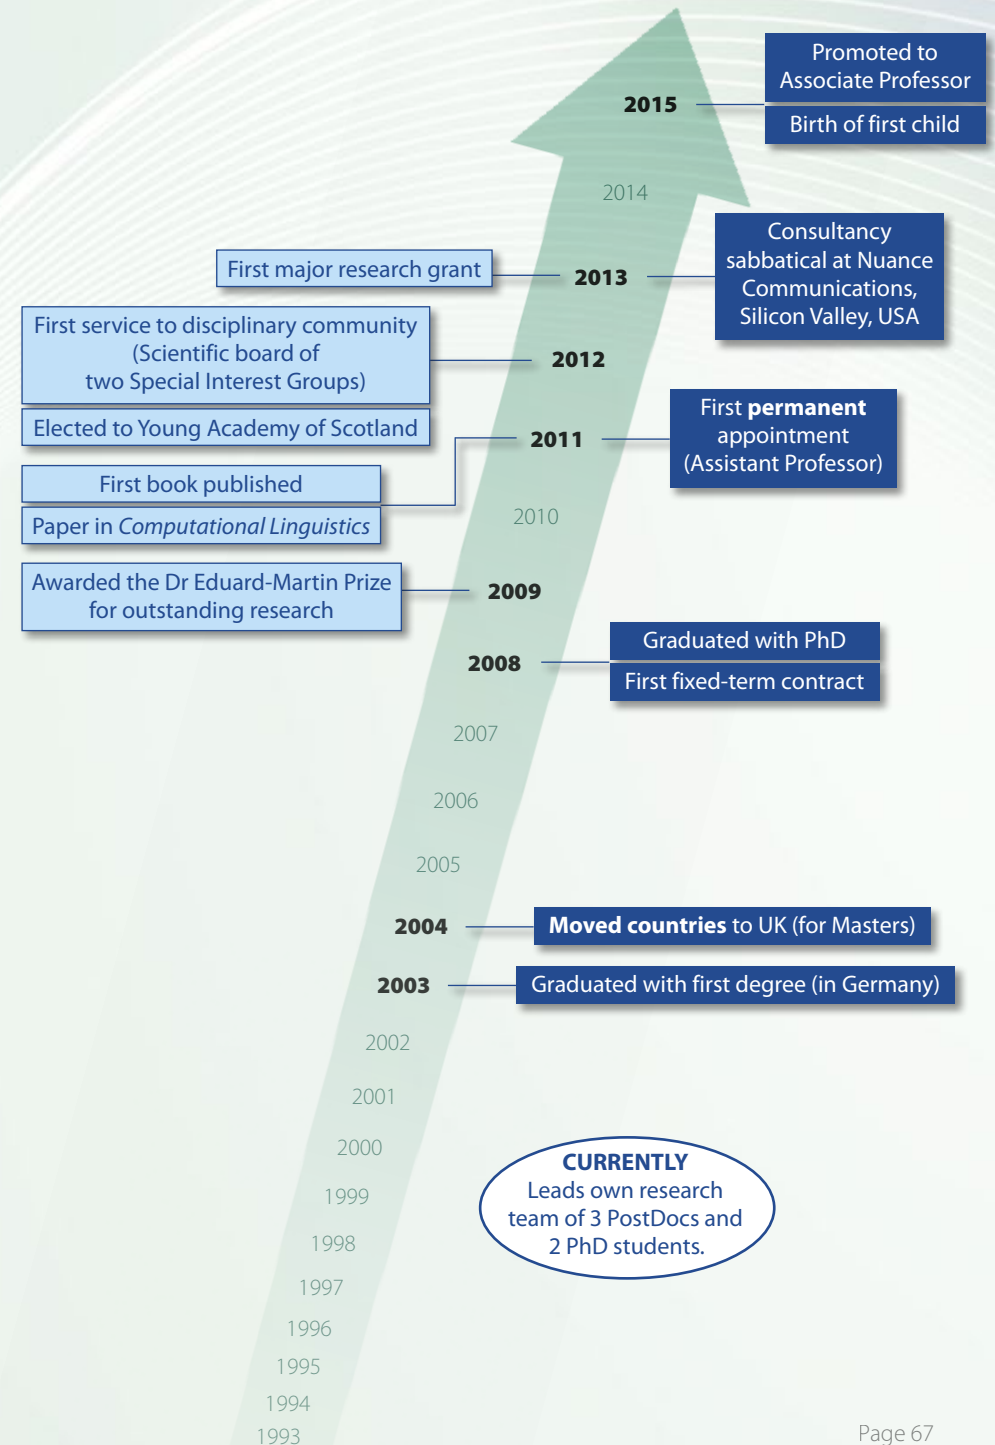 Promoted to
Associate Professor
2015
Birth of first child
2014
Consultancy
sabbatical at Nuance
Communications,
Silicon Valley, USA
First major research grant
2013
First service to disciplinary community
(Scientific board of
two Special Interest Groups)
2012
Elected to Young Academy of Scotland
First permanent
appointment
(Assistant Professor)
2011
First book published
Paper in Computational Linguistics
2010
Awarded the Dr Eduard-Martin Prize
for outstanding research
2009
Graduated with PhD
First fixed-term contract
2008
2007
2006
2005
2004
Moved countries to UK (for Masters)
2003
Graduated with first degree (in Germany)
2002
2001
2000
1999
1998
1997
1996
1995
1994
1993
CURRENTLY
Leads own research
team of 3 PostDocs and
2 PhD students.
Page 67